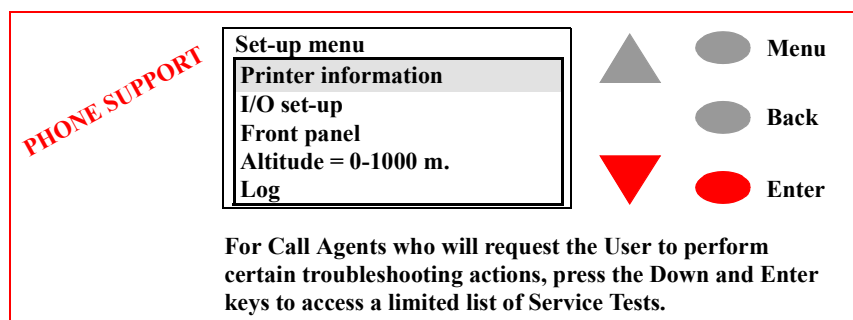 PHONE SUPPORT
Set-up menu
Printer information
I/O set-up
Front panel
Altitude = 0-1000 m.
Log
Menu
Back
Enter
For Call Agents who will request the User to perform
certain troubleshooting actions, press the Down and Enter
keys to access a limited list of Service Tests.